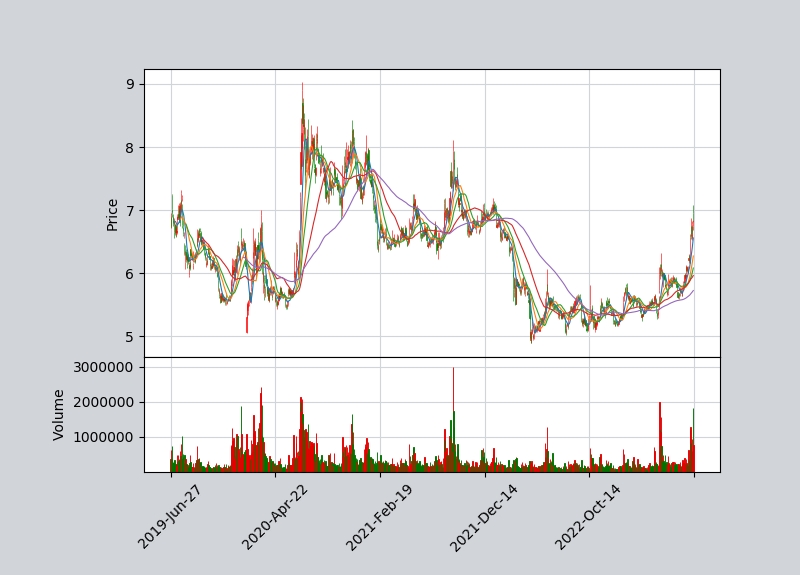 9
8
7
6
5
Price
3000000
2000000
1000000
Volume
2019-Jun-27
2020-Apr-22
2021-Feb-19
2021-Dec-14
2022-Oct-14